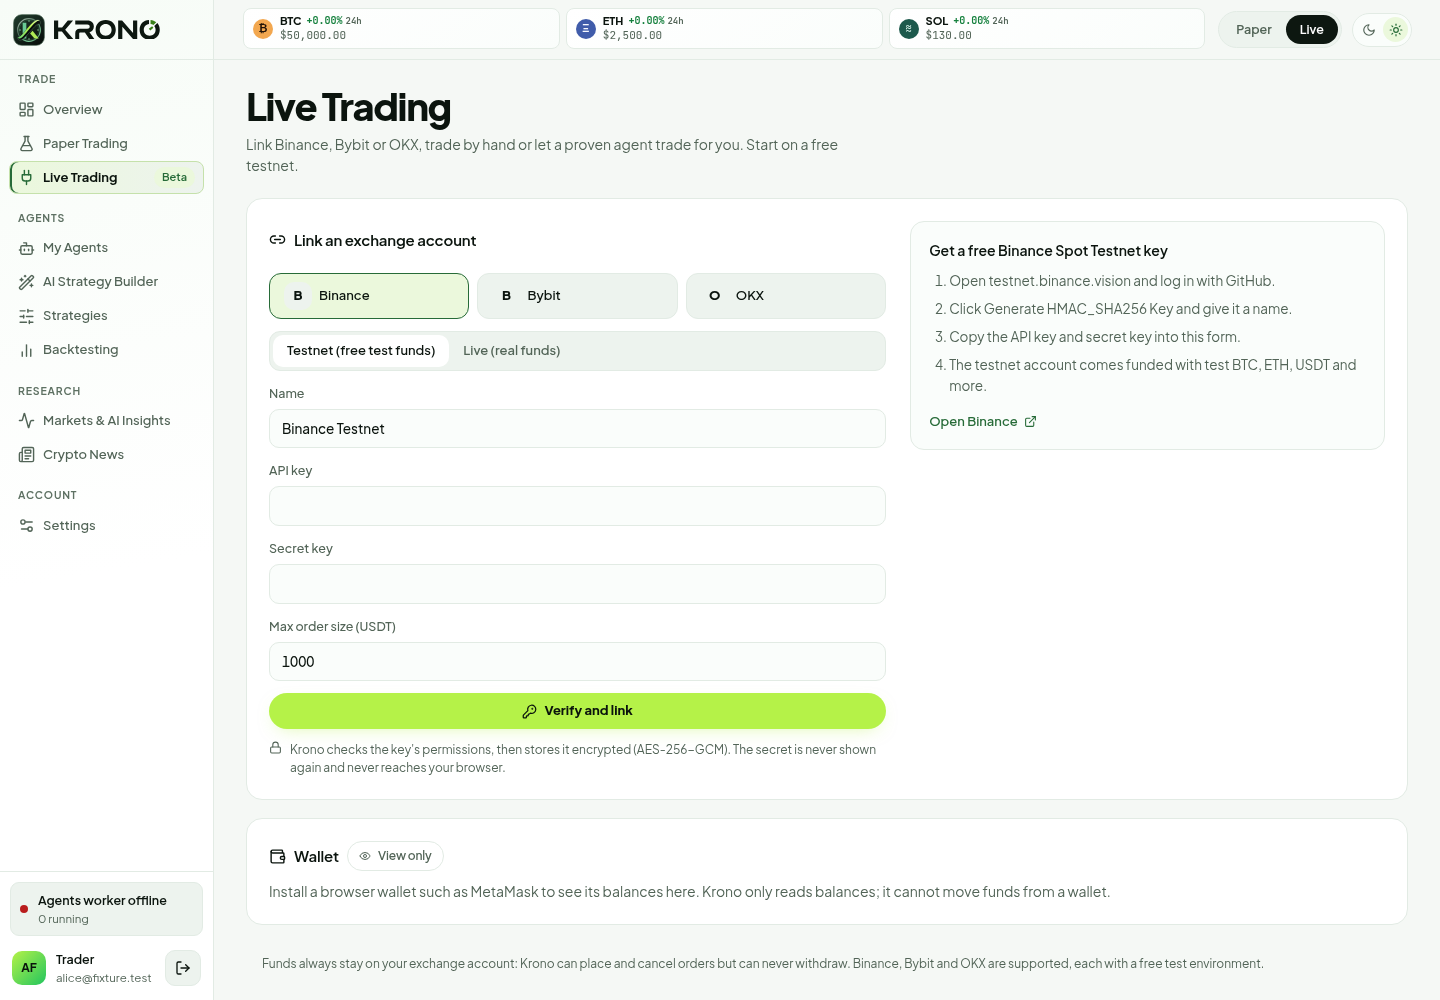 KRONO
BTC +0.00% 24h
$50,000.00
ETH +0.00% 24h
$2,500.00
SOL +0.00% 24h
$130.00
Paper
Live
TRADE
Overview
Paper Trading
Live Trading Beta
AGENTS
My Agents
AI Strategy Builder
Strategies
Backtesting
RESEARCH
Markets & AI Insights
Crypto News
ACCOUNT
Settings
Agents worker offline
0 running
AF
Trader
alice@fixture.test
Live Trading
Link Binance, Bybit or OKX, trade by hand or let a proven agent trade for you. Start on a free
testnet.
Link an exchange account
B Binance
B Bybit
O OKX
Testnet (free test funds)
Live (real funds)
Name
Binance Testnet
API key
Secret key
Max order size (USDT)
1000
Verify and link
Krono checks the key's permissions, then stores it encrypted (AES-256-GCM). The secret is never shown
again and never reaches your browser.
Get a free Binance Spot Testnet key
1. Open testnet.binance.vision and log in with GitHub.
2. Click Generate HMAC_SHA256 Key and give it a name.
3. Copy the API key and secret key into this form.
4. The testnet account comes funded with test BTC, ETH, USDT and
more.
Open Binance
Wallet
View only
Install a browser wallet such as MetaMask to see its balances here. Krono only reads balances; it cannot move funds from a wallet.
Funds always stay on your exchange account: Krono can place and cancel orders but can never withdraw. Binance, Bybit and OKX are supported, each with a free test environment.